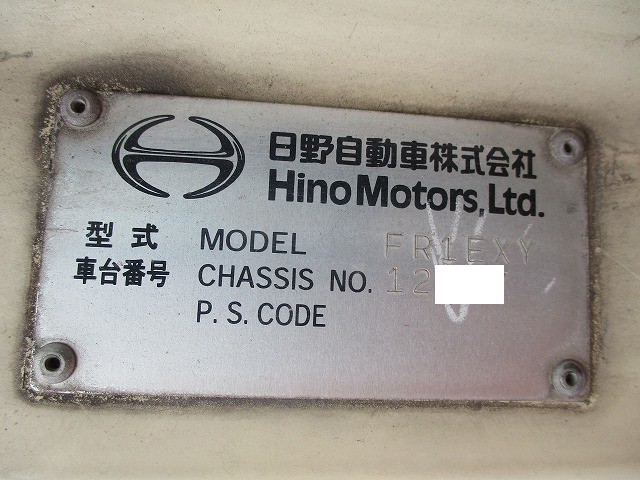 日野自動車株式会社
Hino Motors, Ltd.
型式 MODEL FR1EXY
車台番号 CHASSIS NO. 12
P. S. CODE